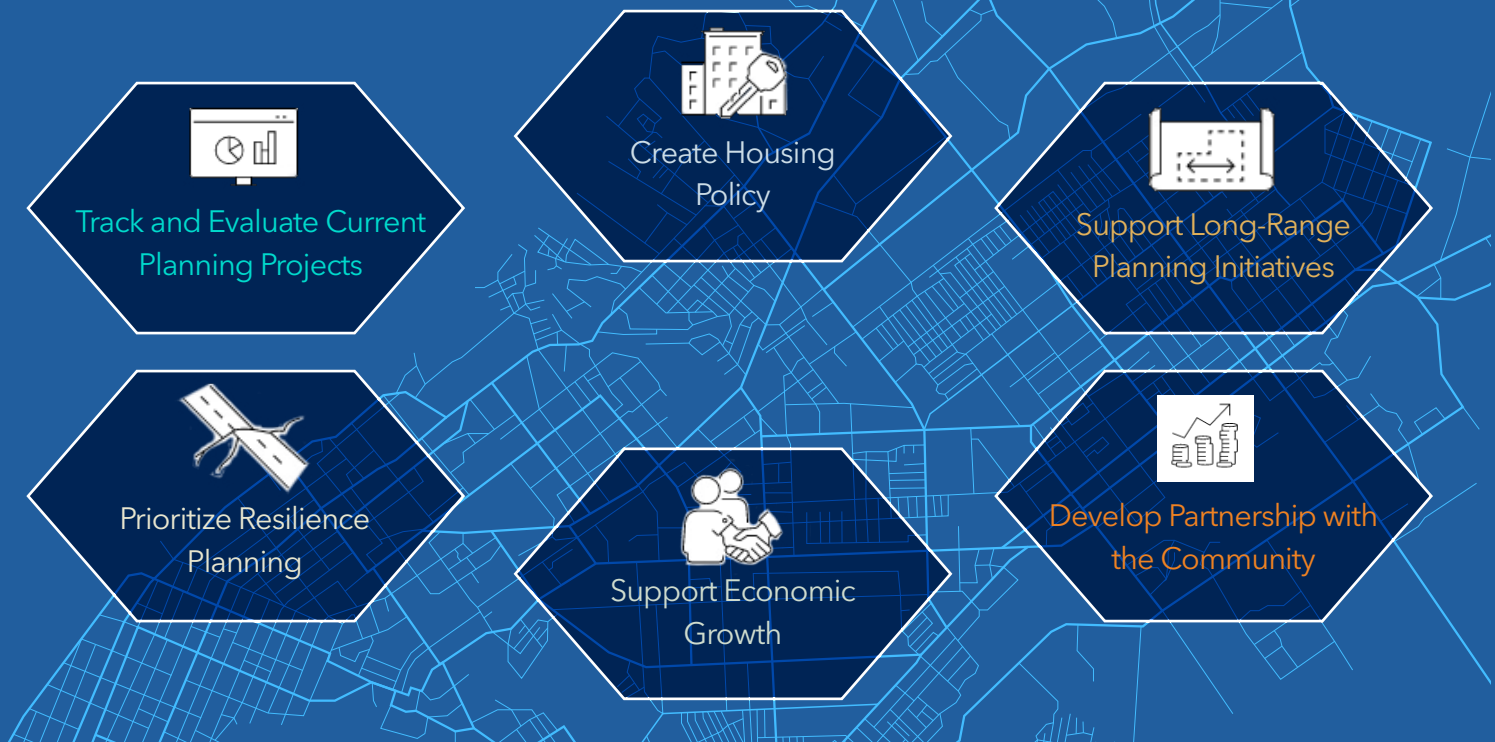 Track and Evaluate Current
Planning Projects
Create Housing
Policy
Support Long-Range
Planning Initiatives
Prioritize Resilience
Planning
Support Economic
Growth
Develop Partnership with
the Community